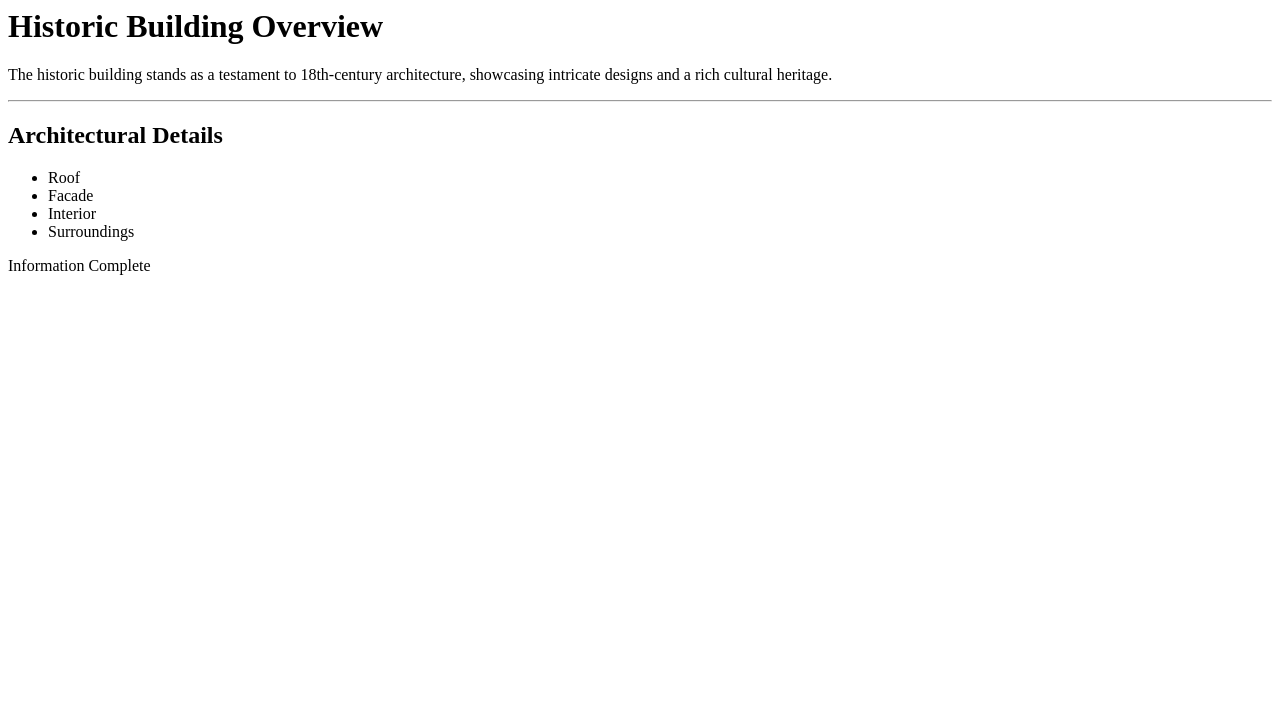 Historic Building Overview
The historic building stands as a testament to 18th-century architecture, showcasing intricate designs and a rich cultural heritage.
Architectural Details
Roof
Facade
Interior
Surroundings
Information Complete